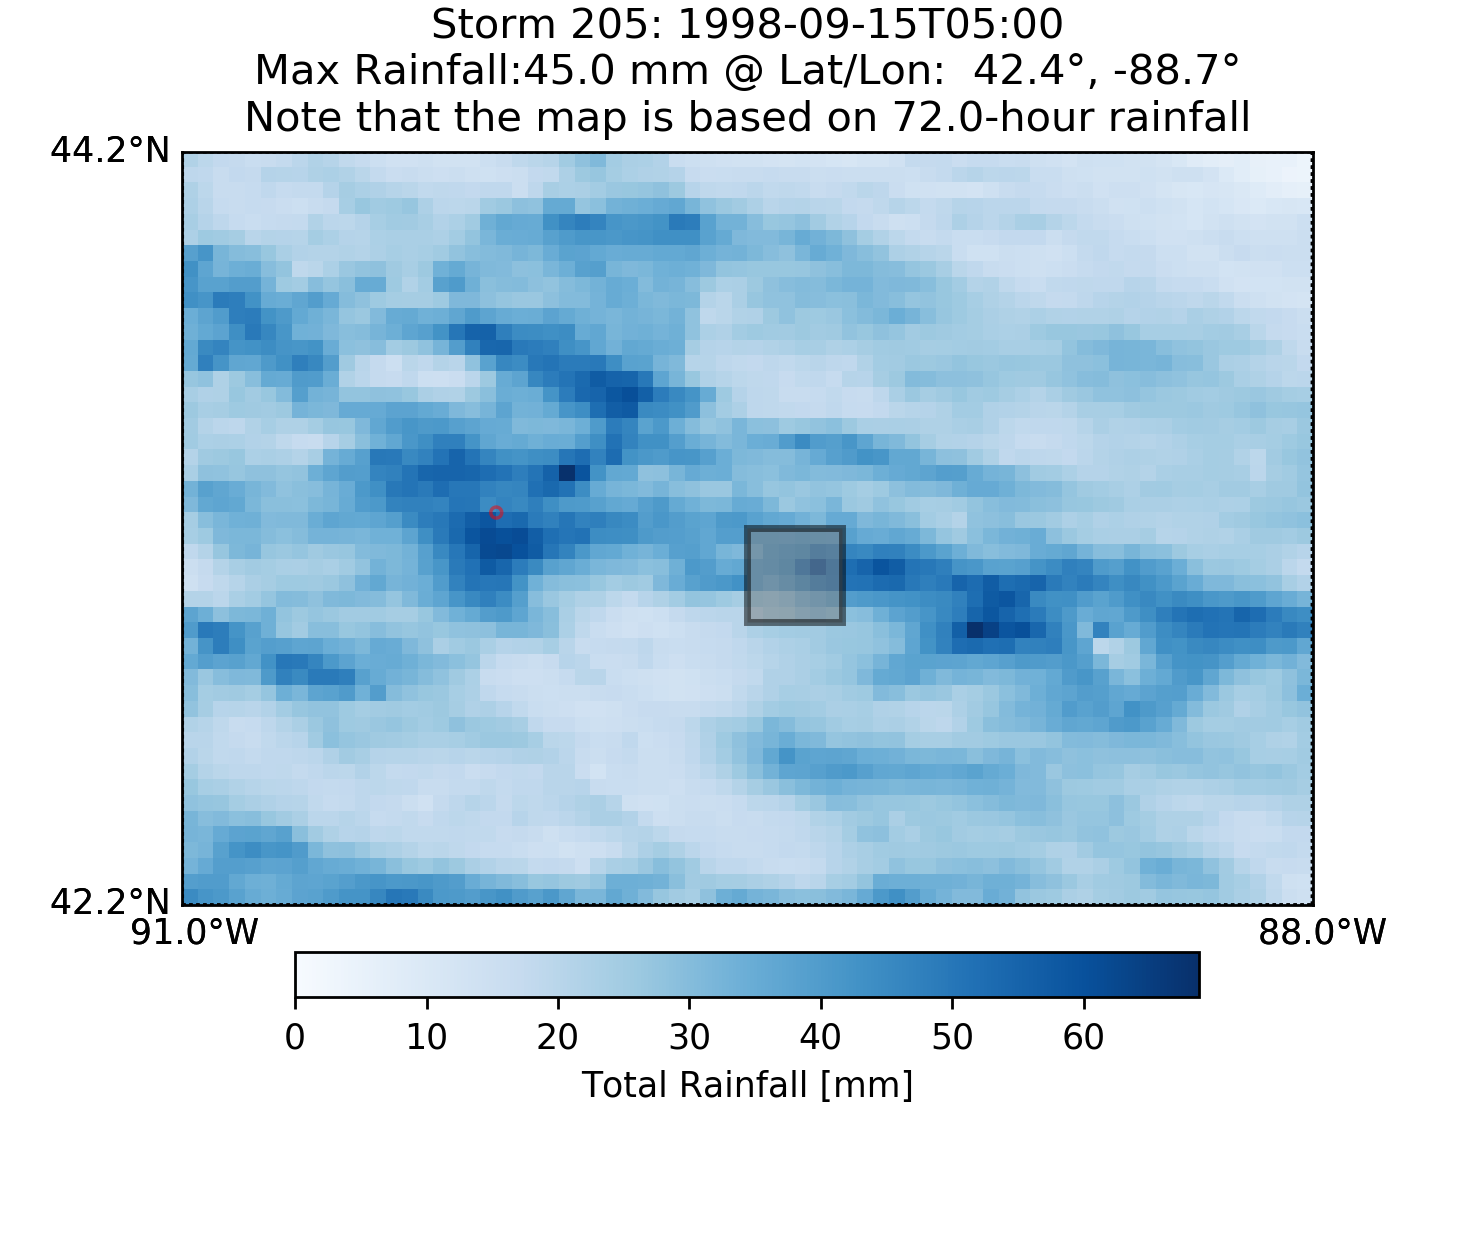 Storm 205: 1998-09-15T05:00
Max Rainfall:45.0 mm @ Lat/Lon:  42.4°, -88.7°
Note that the map is based on 72.0-hour rainfall
44.2°N
42.2°N
91.0°W 88.0°W
0 10 20 30 40 50 60
Total Rainfall [mm]